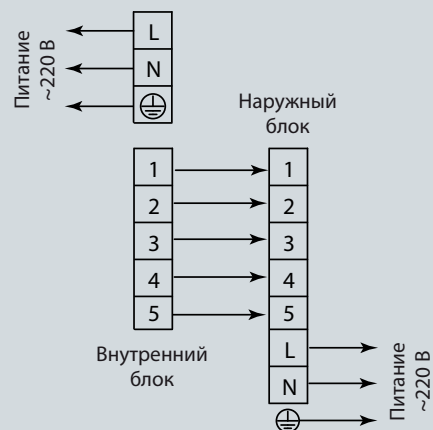 Питание
~220 В
L
N
Наружный
блок
1
2
3
4
5
1
2
3
4
5
L
N
Внутренний
блок
Питание
~220 В